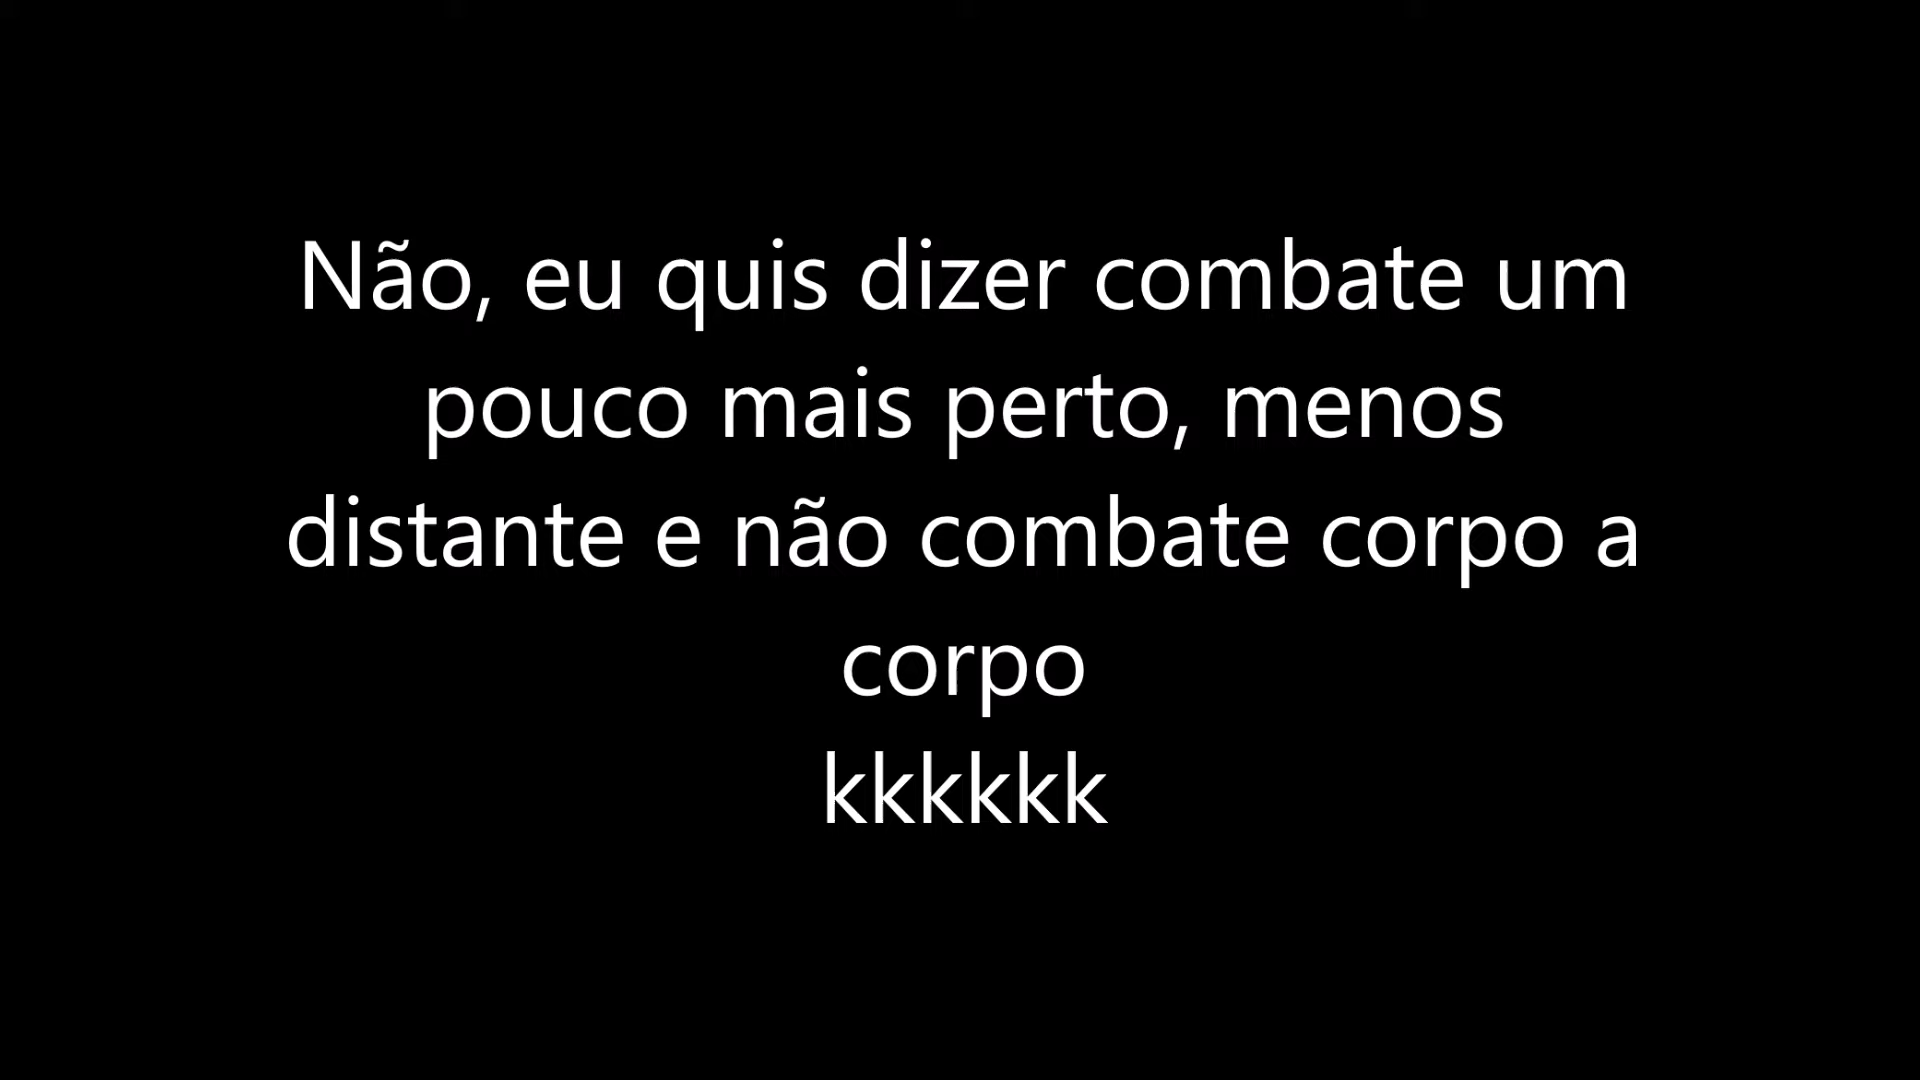 Não, eu quis dizer combate um
pouco mais perto, menos
distante e não combate corpo a
corpo
kkkkkk